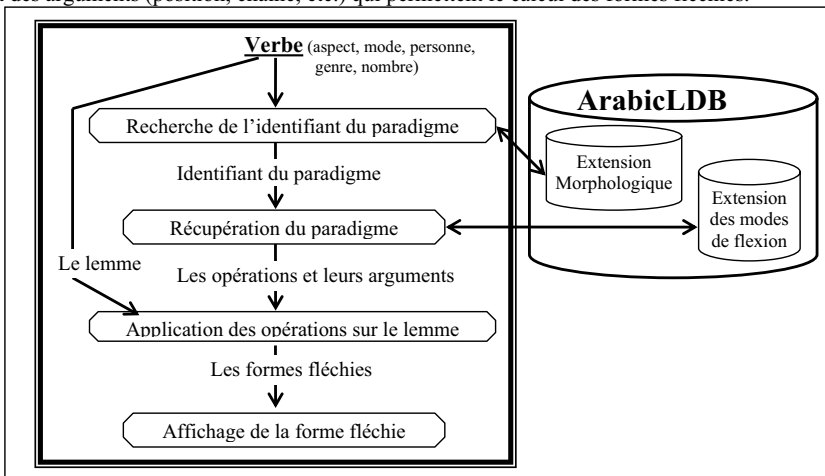 des arguments (position, chaîne, etc.) qui permettent le calcul des formes fléchies.
Verbe (aspect, mode, personne,
genre, nombre)
ArabicLDB
Recherche de l’identifiant du paradigme
Extension
Morphologique
Identifiant du paradigme
Extension
des modes
de flexion
Récupération du paradigme
Le lemme
Les opérations et leurs arguments
Application des opérations sur le lemme
Les formes fléchies
Affichage de la forme fléchie